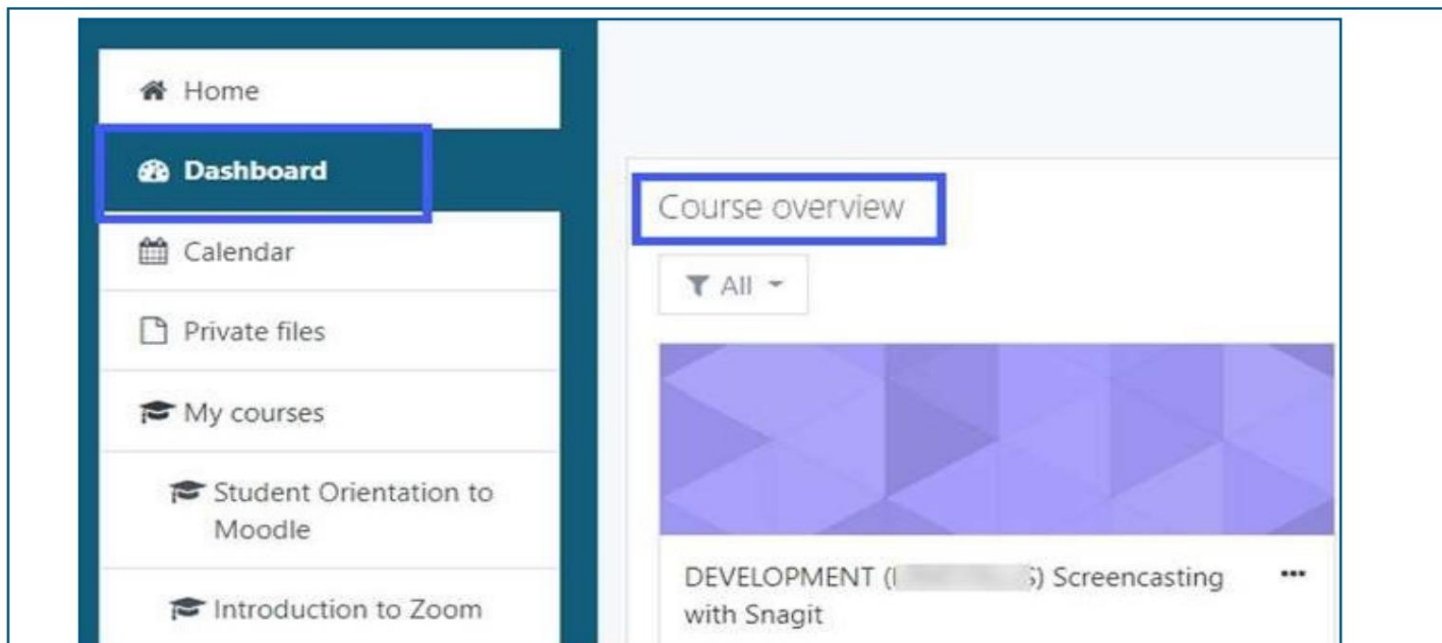 Home
Dashboard
Calendar
Private files
My courses
Student Orientation to
Moodle
Introduction to Zoom
Course overview
All
DEVELOPMENT ( ) Screencasting
with Snagit